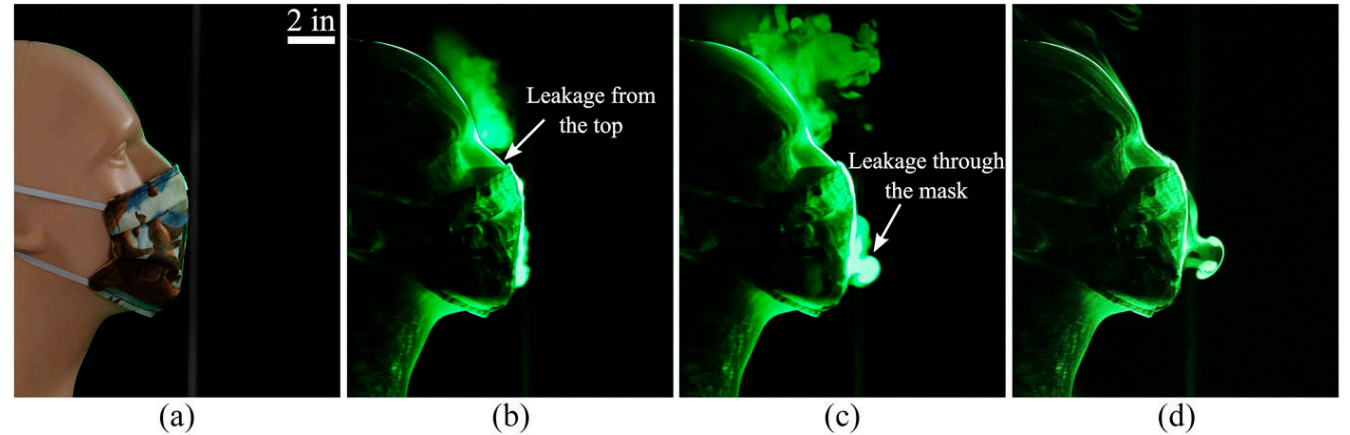 2 in
Leakage from
the top
Leakage through
the mask
(a)
(b)
(c)
(d)